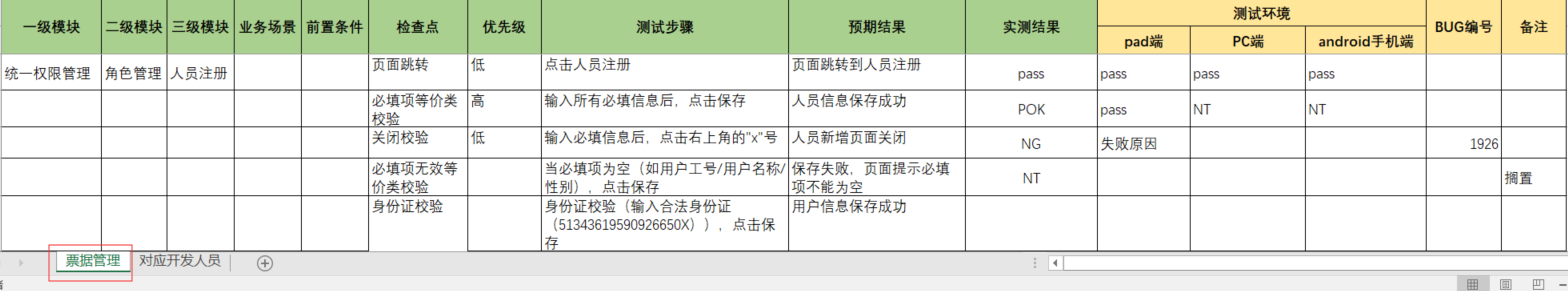 一级模块 二级模块 三级模块 业务场景 前置条件 检查点 优先级 测试步骤 预期结果 实测结果 测试环境 BUG编号 备注
pad端 PC端 android手机端
统一权限管理 角色管理 人员注册 页面跳转 低 点击人员注册 页面跳转到人员注册 pass pass pass pass
必填项等价类 高 输入所有必填信息后，点击保存 人员信息保存成功 POK pass NT NT
校验
关闭校验 低 输入必填信息后，点击右上角的"x"号 人员新增页面关闭 NG 失败原因 1926
必填项无效等 当必填项为空（如用户工号/用户名称/ 保存失败，页面提示必填 NT 搁置
价类校验 性别），点击保存 项不能为空
身份证校验 身份证校验（输入合法身份证 用户信息保存成功
（51343619590926650X）），点击保
存
票据管理 对应开发人员